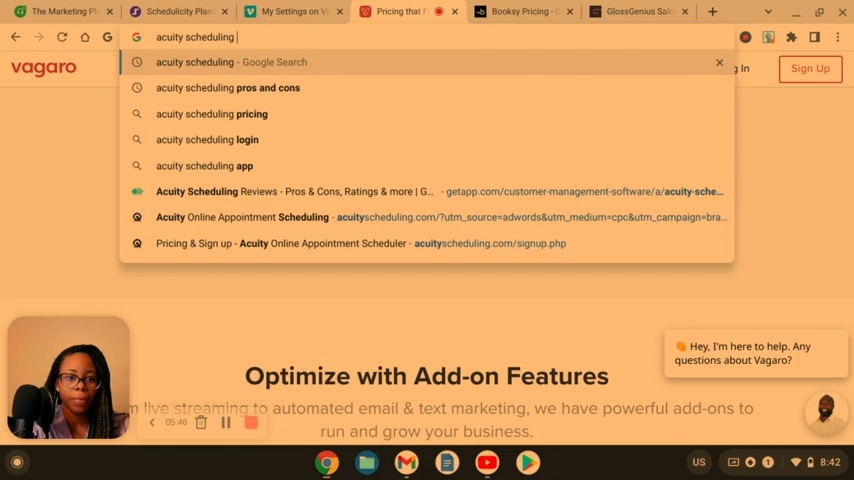 The Marketing Pl
Schedulicity Plan
My Settings on Vi
Pricing that F
Booksy Pricing - th
GlossGenius Salo
G
acuity scheduling
vagaro
g In
Sign Up
acuity scheduling - Google Search
acuity scheduling pros and cons
acuity scheduling pricing
acuity scheduling login
acuity scheduling app
Acuity Scheduling Reviews - Pros & Cons, Ratings & more | G... - getapp.com/customer-management-software/a/acuity-sche...
Acuity Online Appointment Scheduling - acuityscheduling.com/?utm_source=adwords&utm_medium=cpc&utm_campaign=bra...
Pricing & Sign up - Acuity Online Appointment Scheduler - acuityscheduling.com/signup.php
Hey, I'm here to help. Any
questions about Vagaro?
Optimize with Add-on Features
m live streaming to automated email & text marketing, we have powerful add-ons to
run and grow your business.
05:46
US
1
8:42